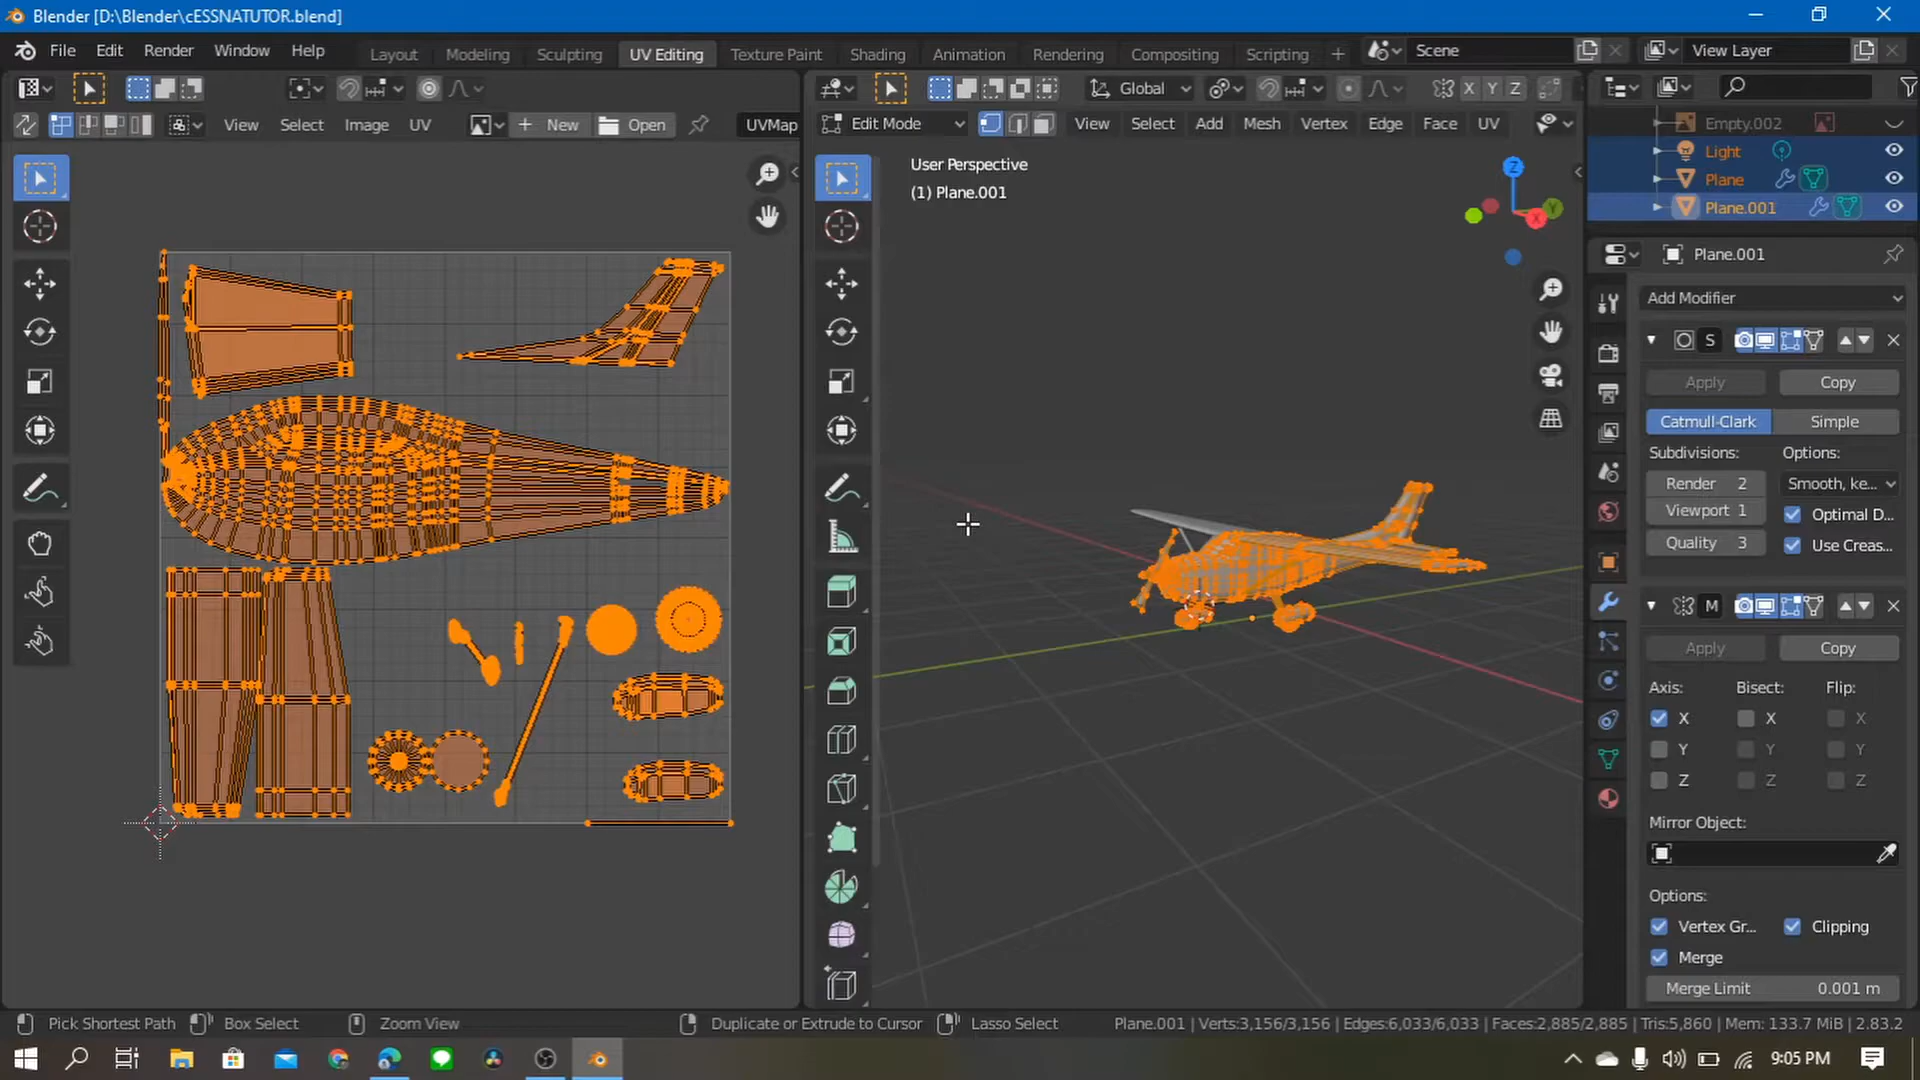 Blender [D:\Blender\cESSNATUTOR.blend]
File Edit Render Window Help Layout Modeling Sculpting UV Editing Texture Paint Shading Animation Rendering Compositing Scripting + Scene View Layer
Global X Y Z
View Select Image UV + New Open UVMap Edit Mode View Select Add Mesh Vertex Edge Face UV
Empty.002
Light
Plane
Plane.001
User Perspective
(1) Plane.001
Z
Y
X
Plane.001
Add Modifier
S
Apply Copy
Catmull-Clark Simple
Subdivisions: Options:
Render 2 Smooth, ke...
Viewport 1 Optimal D...
Quality 3 Use Creas...
M
Apply Copy
Axis: Bisect: Flip:
X X X
Y Y Y
Z Z Z
Mirror Object:
Options:
Vertex Gr... Clipping
Merge
Merge Limit 0.001 m
Pick Shortest Path Box Select Zoom View Duplicate or Extrude to Cursor Lasso Select Plane.001 | Verts:3,156/3,156 | Edges:6,033/6,033 | Faces:2,885/2,885 | Tris:5,860 | Mem: 133.7 MiB | 2.83.2
9:05 PM